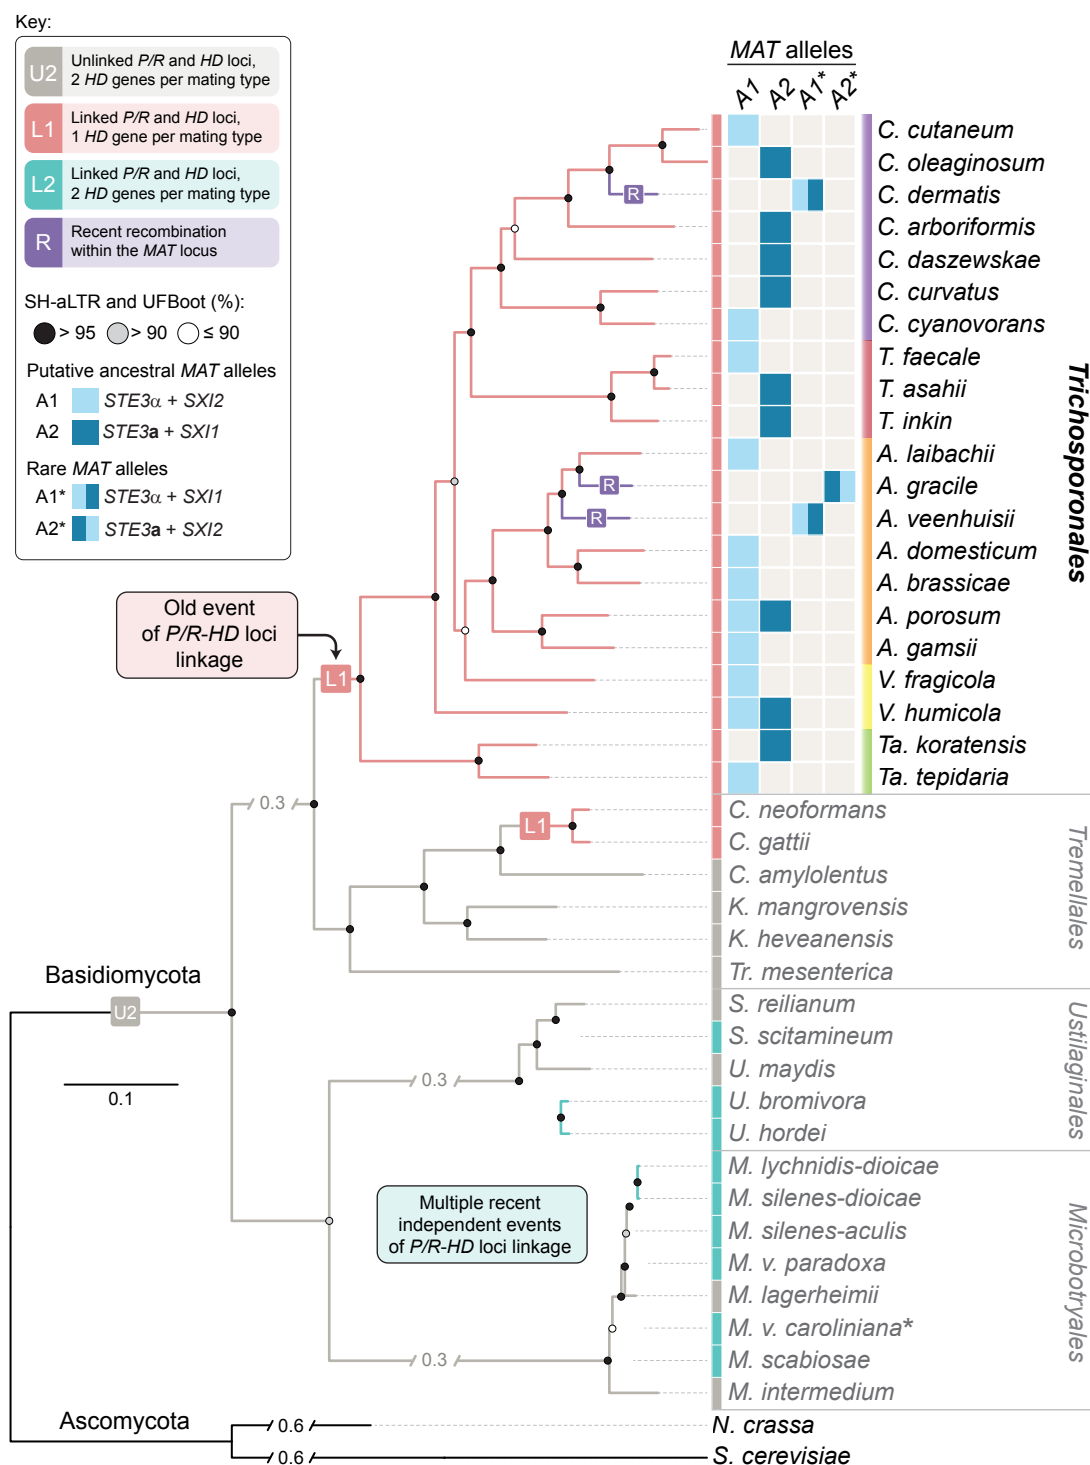 Key:
U2 Unlinked P/R and HD loci,
2 HD genes per mating type
L1 Linked P/R and HD loci,
1 HD gene per mating type
L2 Linked P/R and HD loci,
2 HD genes per mating type
R Recent recombination
within the MAT locus
SH-aLTR and UFBoot (%):
> 95 > 90 ≤ 90
Putative ancestral MAT alleles
A1 STE3α + SXI2
A2 STE3a + SXI1
Rare MAT alleles
A1* STE3α + SXI1
A2* STE3a + SXI2
MAT alleles
A1 A2 A1* A2*
C. cutaneum
C. oleaginosum
R C. dermatis
C. arboriformis
C. daszewskae
C. curvatus
C. cyanovorans
T. faecale
T. asahii
T. inkin
A. laibachii
R A. gracile
R A. veenhuisii
A. domesticum
A. brassicae
A. porosum
A. gamsii
V. fragicola
V. humicola
Ta. koratensis
Ta. tepidaria
Trichosporonales
Old event
of P/R-HD loci
linkage
L1
0.3
L1
C. neoformans
C. gattii
C. amylolentus
K. mangrovensis
K. heveanensis
Tr. mesenterica
Tremellales
Basidiomycota
U2
0.1
0.3
S. reilianum
S. scitamineum
U. maydis
U. bromivora
U. hordei
Ustilaginales
Multiple recent
independent events
of P/R-HD loci linkage
0.3
M. lychnidis-dioicae
M. silenes-dioicae
M. silenes-aculis
M. v. paradoxa
M. lagerheimii
M. v. caroliniana*
M. scabiosae
M. intermedium
Microbotryales
Ascomycota
0.6 N. crassa
0.6 S. cerevisiae